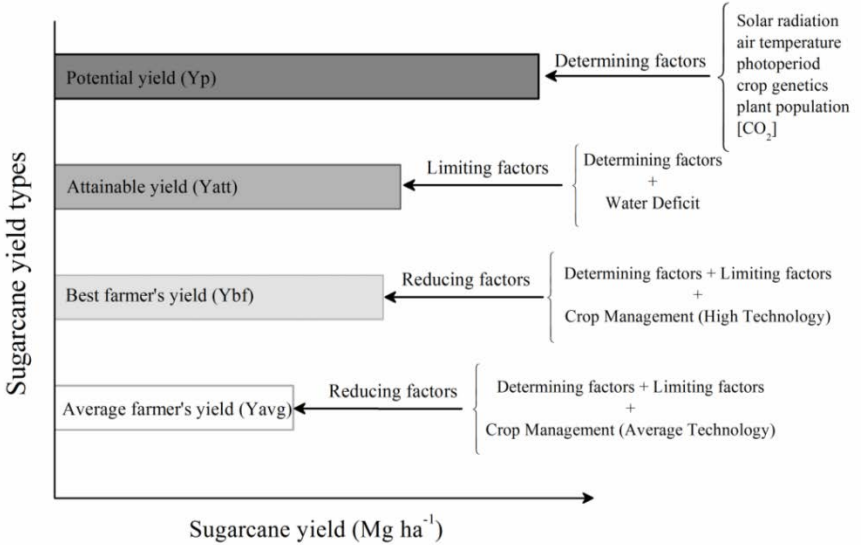 Sugarcane yield types
Potential yield (Yp)
Determining factors
Solar radiation
air temperature
photoperiod
crop genetics
plant population
[CO₂]
Attainable yield (Yatt)
Limiting factors
Determining factors
+
Water Deficit
Best farmer's yield (Ybf)
Reducing factors
Determining factors + Limiting factors
+
Crop Management (High Technology)
Average farmer's yield (Yavg)
Reducing factors
Determining factors + Limiting factors
+
Crop Management (Average Technology)
Sugarcane yield (Mg ha⁻¹)